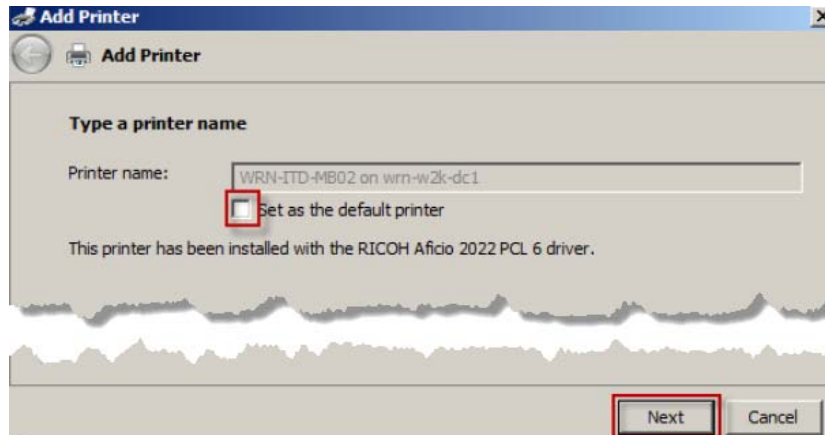 Add Printer
Add Printer
Type a printer name
Printer name: WRN-ITD-MB02 on wrn-w2k-dc1
Set as the default printer
This printer has been installed with the RICOH Aficio 2022 PCL 6 driver.
Next Cancel